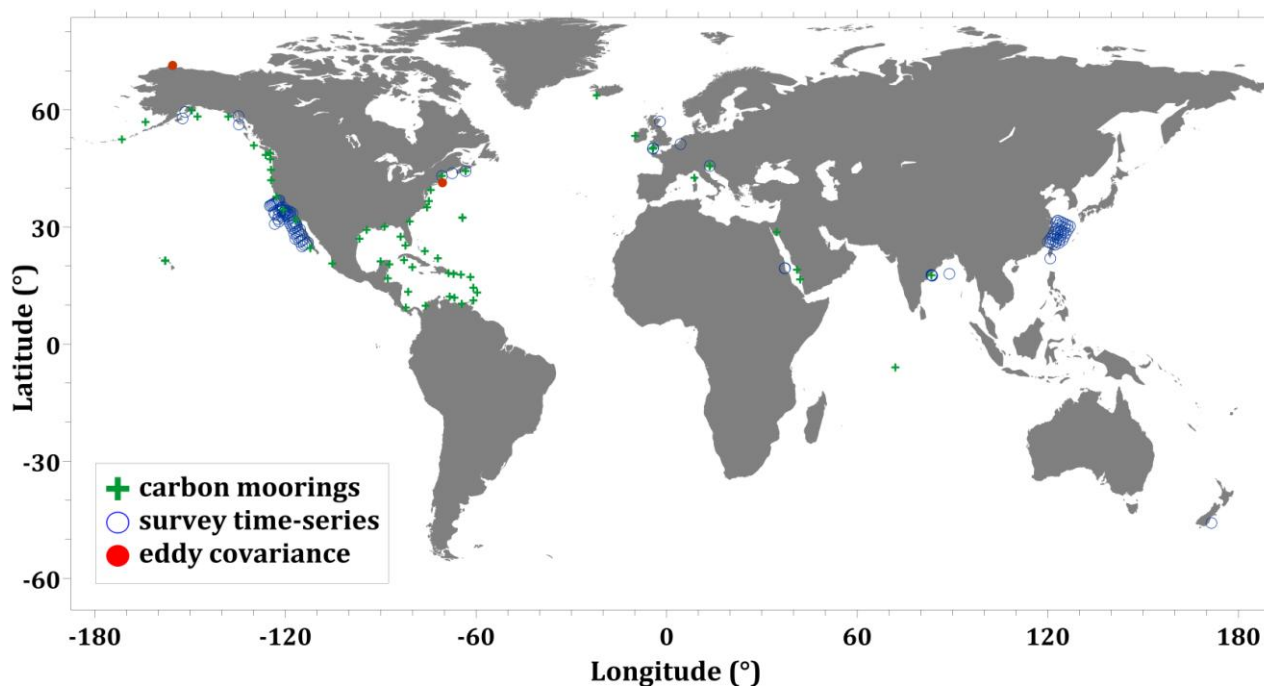 60
30
0
-30
-60
Latitude (°)
carbon moorings
survey time-series
eddy covariance
-180
-120
-60
0
60
120
180
Longitude (°)